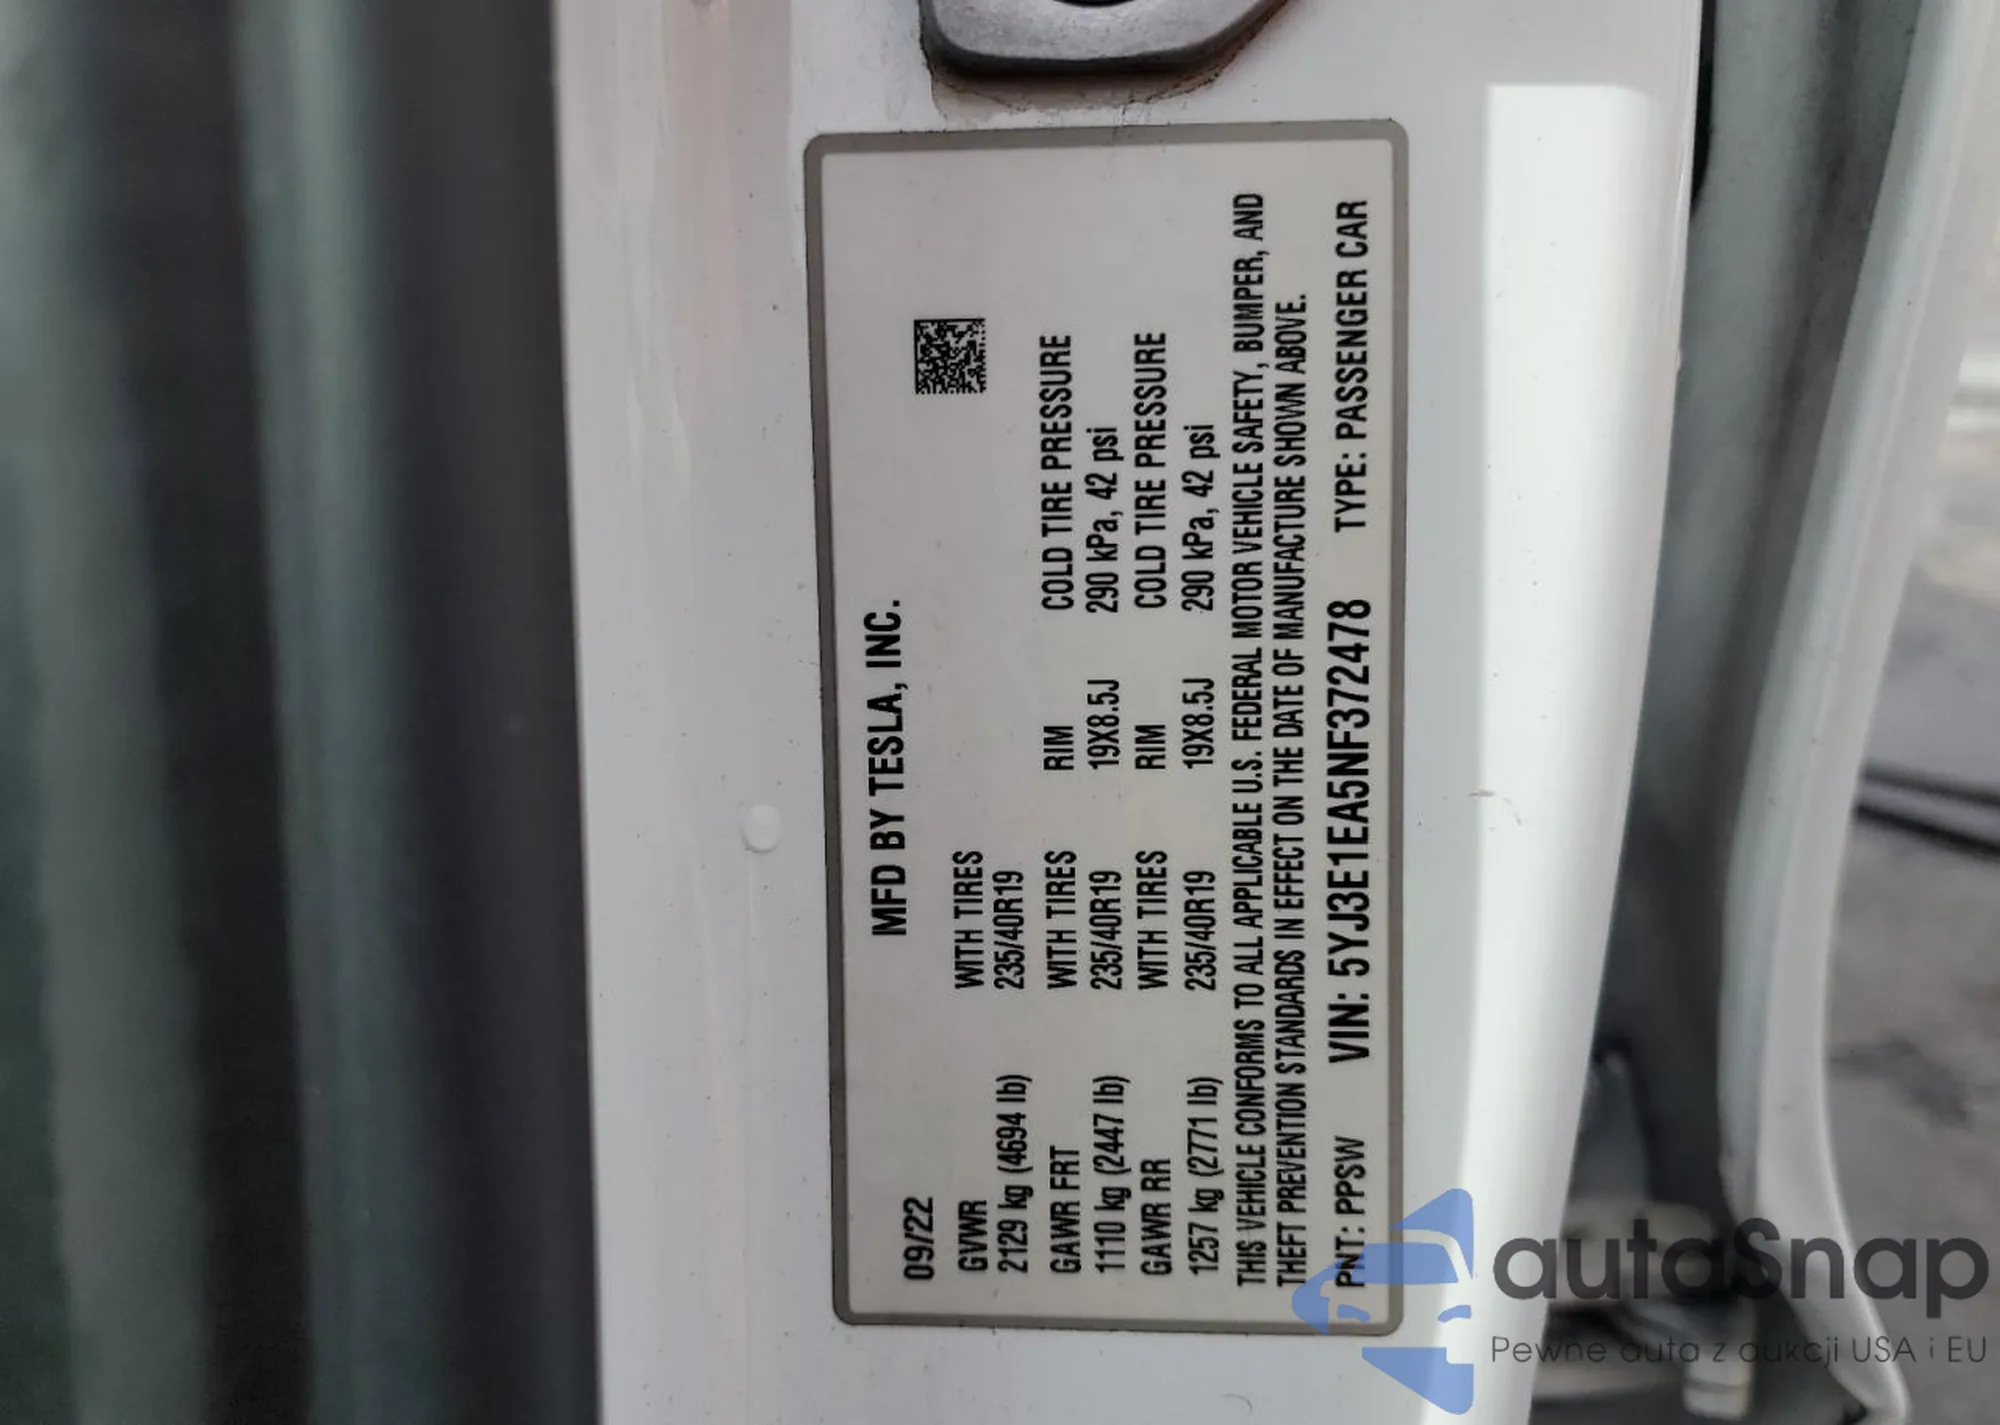 MFD BY TESLA, INC.
09/22
GVWR WITH TIRES
2129 kg (4694 lb) 235/40R19
GAWR FRT WITH TIRES RIM COLD TIRE PRESSURE
1110 kg (2447 lb) 235/40R19 19X8.5J 290 kPa, 42 psi
GAWR RR WITH TIRES RIM COLD TIRE PRESSURE
1257 kg (2771 lb) 235/40R19 19X8.5J 290 kPa, 42 psi
THIS VEHICLE CONFORMS TO ALL APPLICABLE U.S. FEDERAL MOTOR VEHICLE SAFETY, BUMPER, AND
THEFT PREVENTION STANDARDS IN EFFECT ON THE DATE OF MANUFACTURE SHOWN ABOVE.
PNT: PPSW VIN: 5YJ3E1EA5NF372478 TYPE: PASSENGER CAR
autaSnap
Pewne auta z aukcji USA i EU